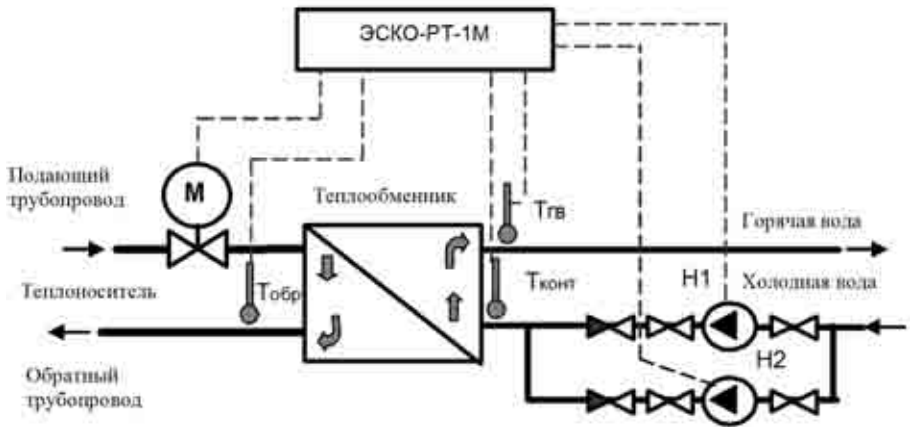 ЭСКО-РТ-1М
Подающий
трубопровод
М
Теплообменник
Тгв
Горячая вода
Теплоноситель
Тобр
Тконт
Н1
Холодная вода
Н2
Обратный
трубопровод